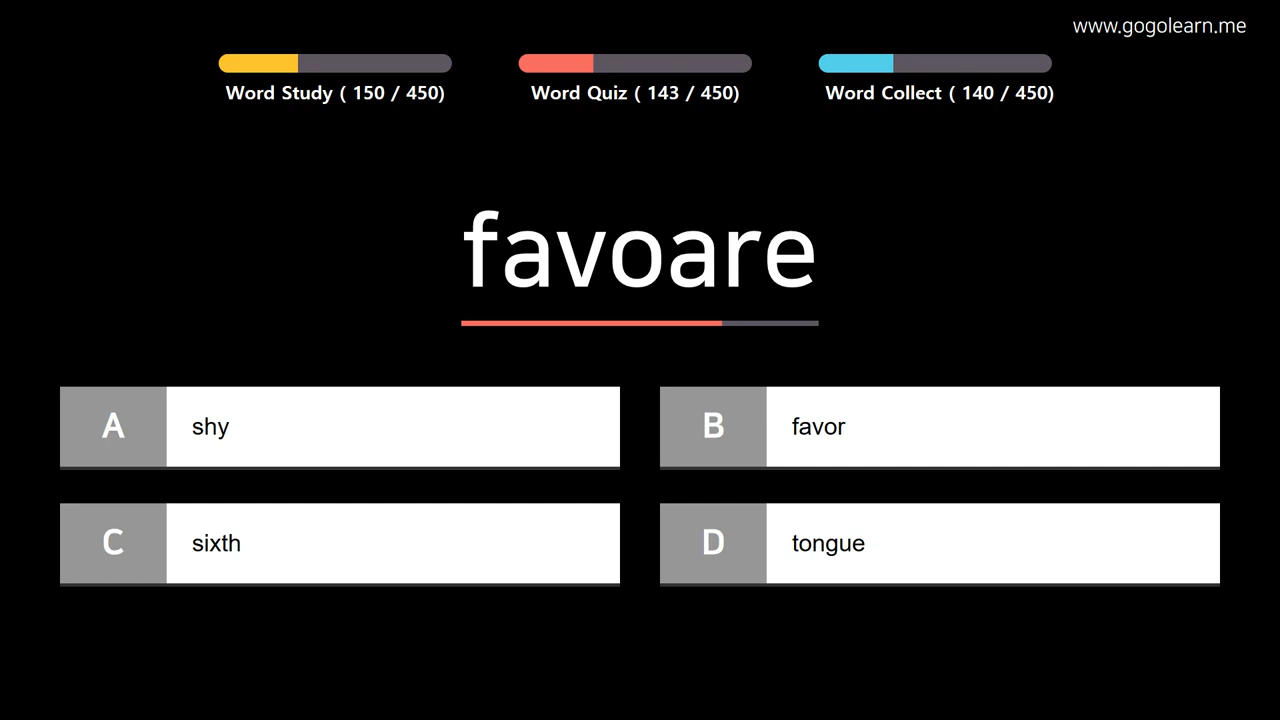 www.gogolearn.me
Word Study ( 150 / 450)
Word Quiz ( 143 / 450)
Word Collect ( 140 / 450)
favoare
A shy
B favor
C sixth
D tongue